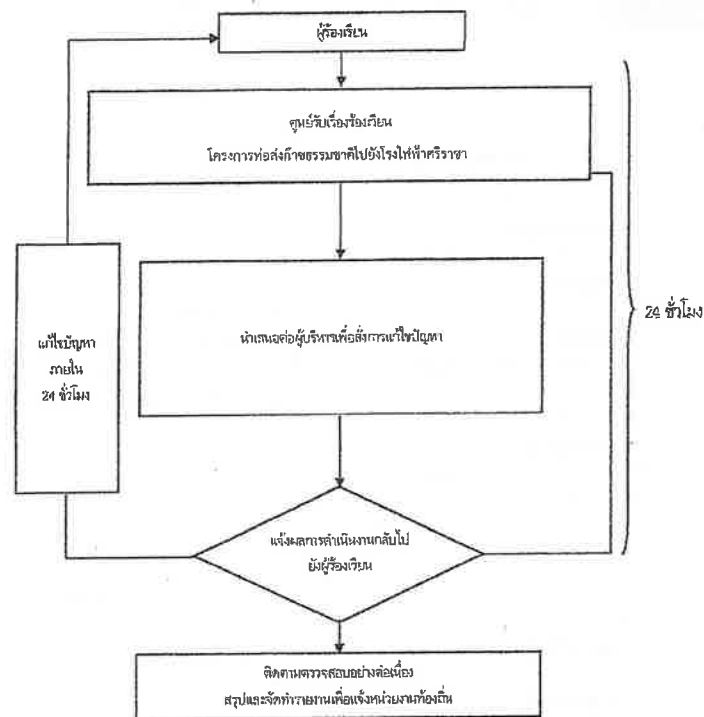 ผู้ร้องเรียน
ศูนย์รับเรื่องร้องเรียน
โครงการท่อส่งก๊าซธรรมชาติไปยังโรงไฟฟ้าศรีราชา
นำเสนอต่อผู้บริหารเพื่อสั่งการแก้ไขปัญหา
24 ชั่วโมง
แก้ไขปัญหา
ภายใน
24 ชั่วโมง
แจ้งผลการดำเนินงานกลับไป
ยังผู้ร้องเรียน
ติดตามตรวจสอบอย่างต่อเนื่อง
สรุปและจัดทำรายงานเพื่อแจ้งหน่วยงานท้องถิ่น